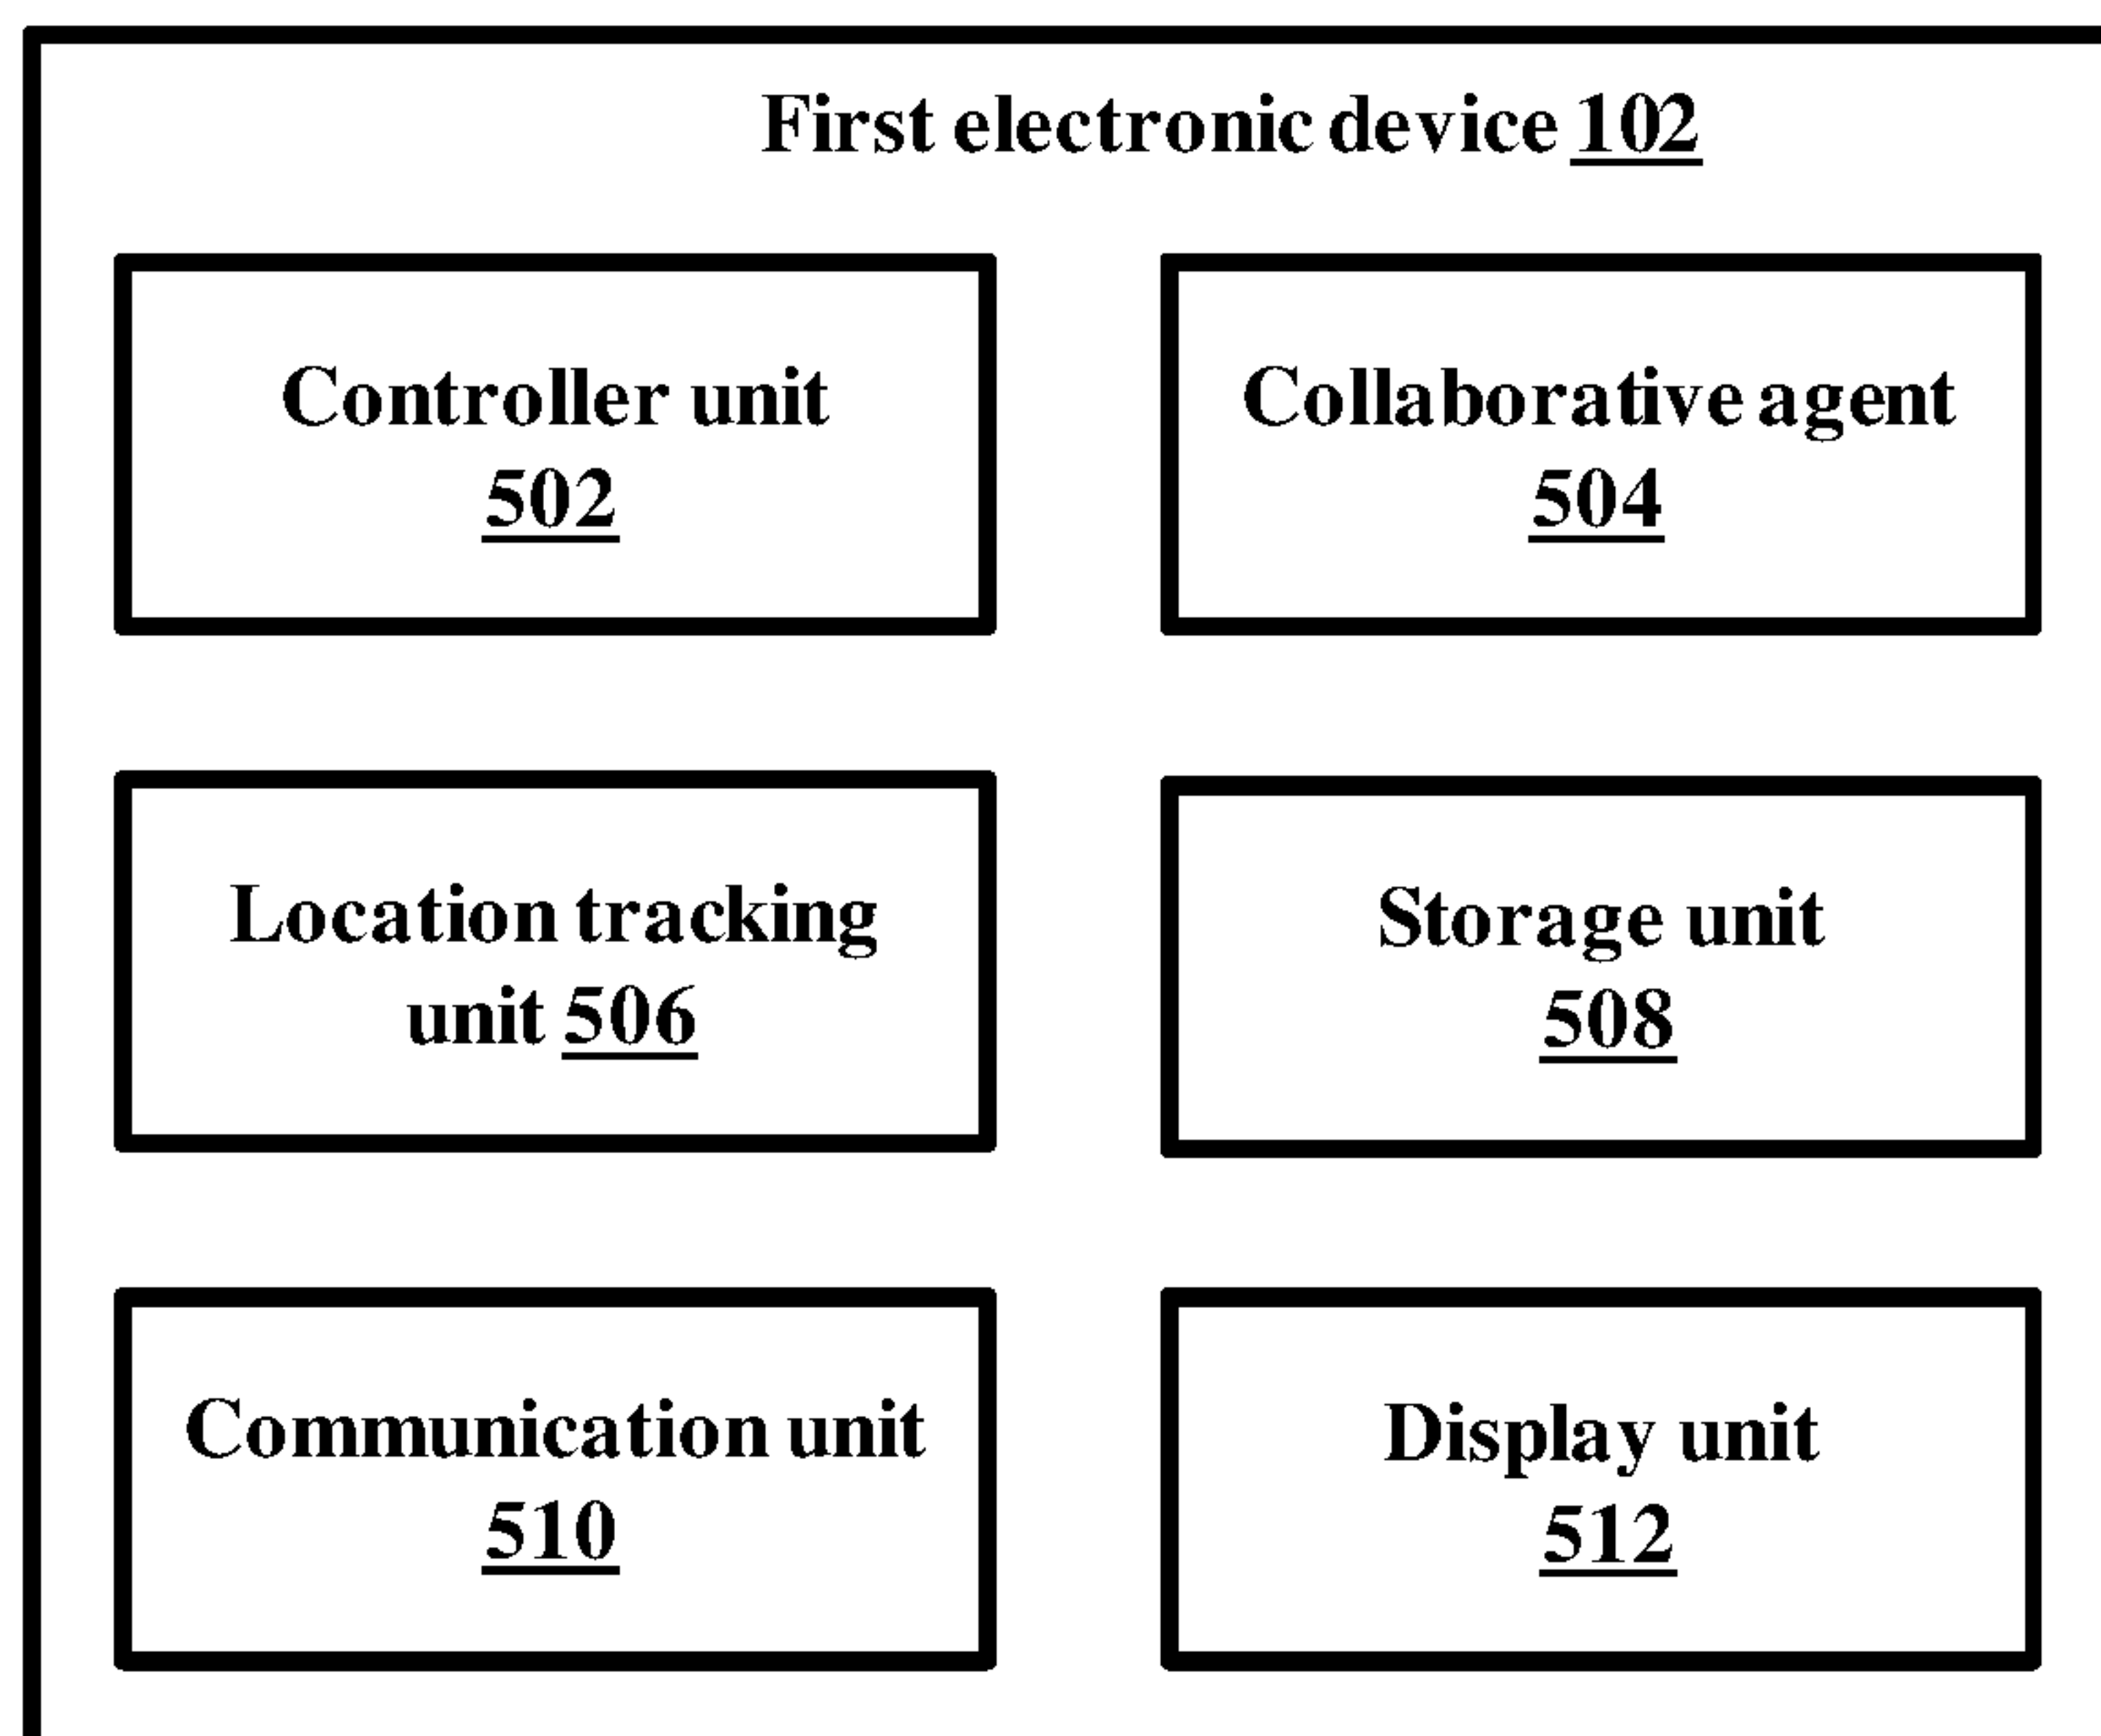 First electronic device 102
Controller unit
502
Collaborative agent
504
Location tracking
unit 506
Storage unit
508
Communication unit
510
Display unit
512